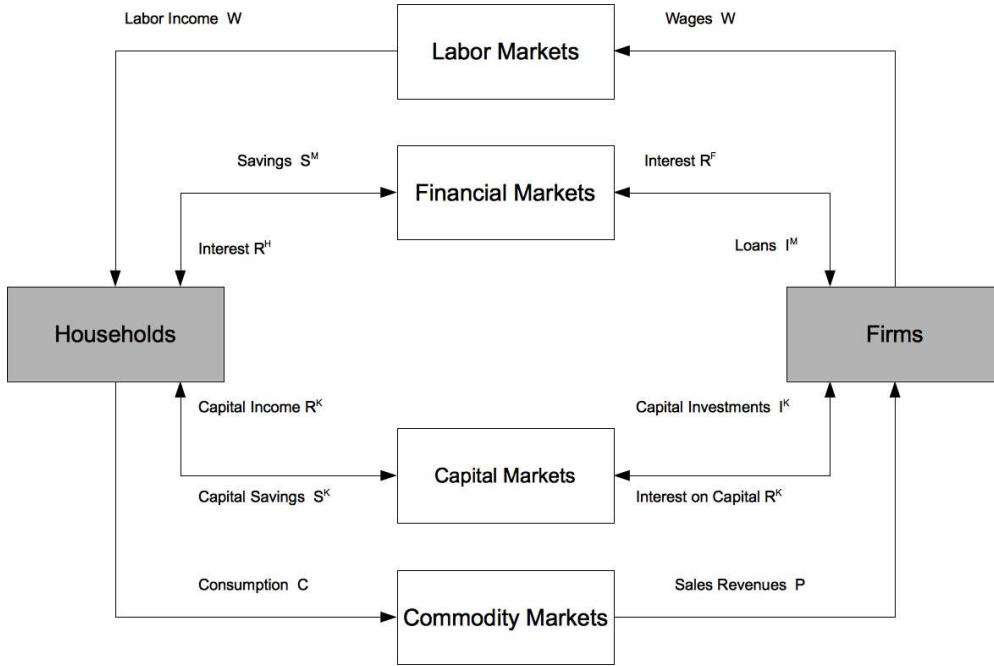 Labor Income W
Wages W
Labor Markets
Savings S^M
Interest R^F
Financial Markets
Interest R^H
Loans I^M
Households
Firms
Capital Income R^K
Capital Investments I^K
Capital Markets
Capital Savings S^K
Interest on Capital R^K
Consumption C
Sales Revenues P
Commodity Markets